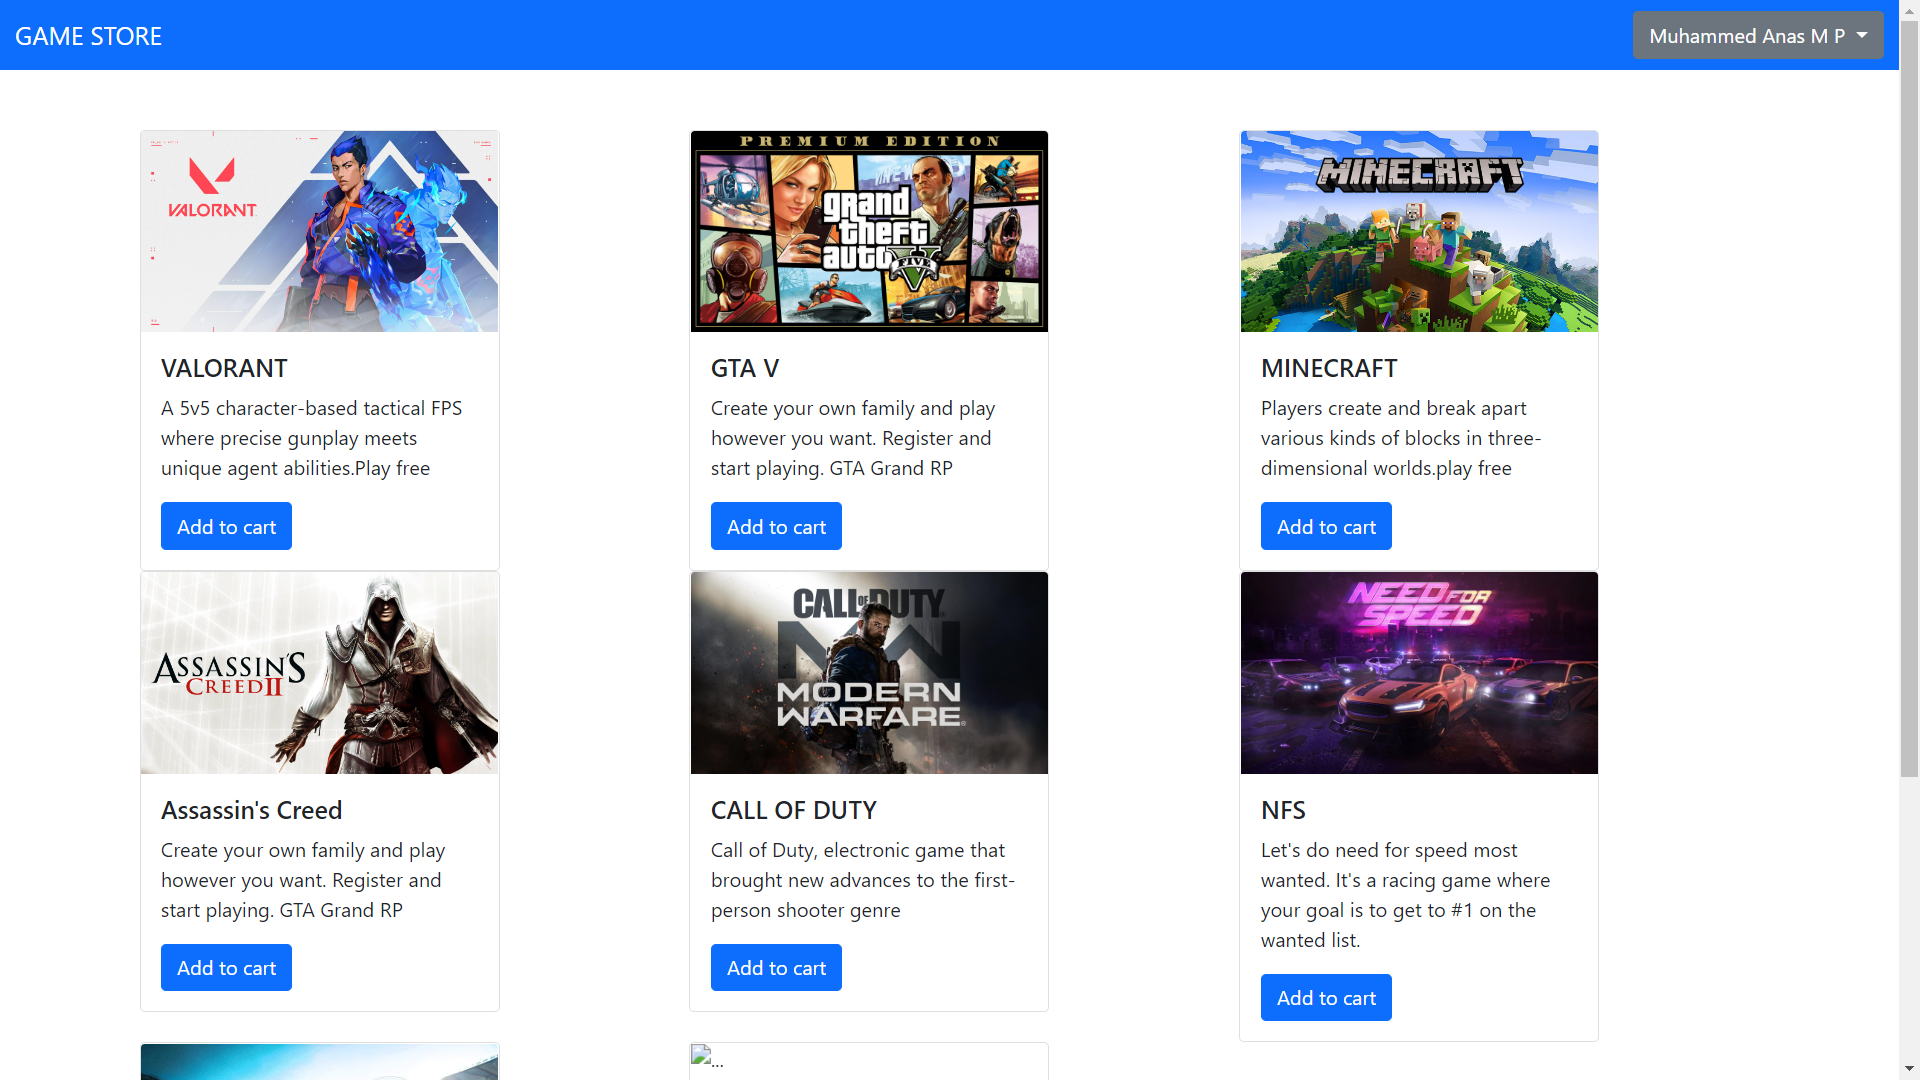 GAME STORE
Muhammed Anas M P
VALORANT
VALORANT
A 5v5 character-based tactical FPS
where precise gunplay meets
unique agent abilities.Play free
Add to cart
PREMIUM EDITION
grand
theft
auto
FIVE
GTA V
Create your own family and play
however you want. Register and
start playing. GTA Grand RP
Add to cart
MINECRAFT
MINECRAFT
Players create and break apart
various kinds of blocks in three-
dimensional worlds.play free
Add to cart
ASSASSIN'S
CREED II
Assassin's Creed
Create your own family and play
however you want. Register and
start playing. GTA Grand RP
Add to cart
CALL OF DUTY
MW
MODERN
WARFARE
CALL OF DUTY
Call of Duty, electronic game that
brought new advances to the first-
person shooter genre
Add to cart
NEED FOR
SPEED
NFS
Let's do need for speed most
wanted. It's a racing game where
your goal is to get to #1 on the
wanted list.
Add to cart
...